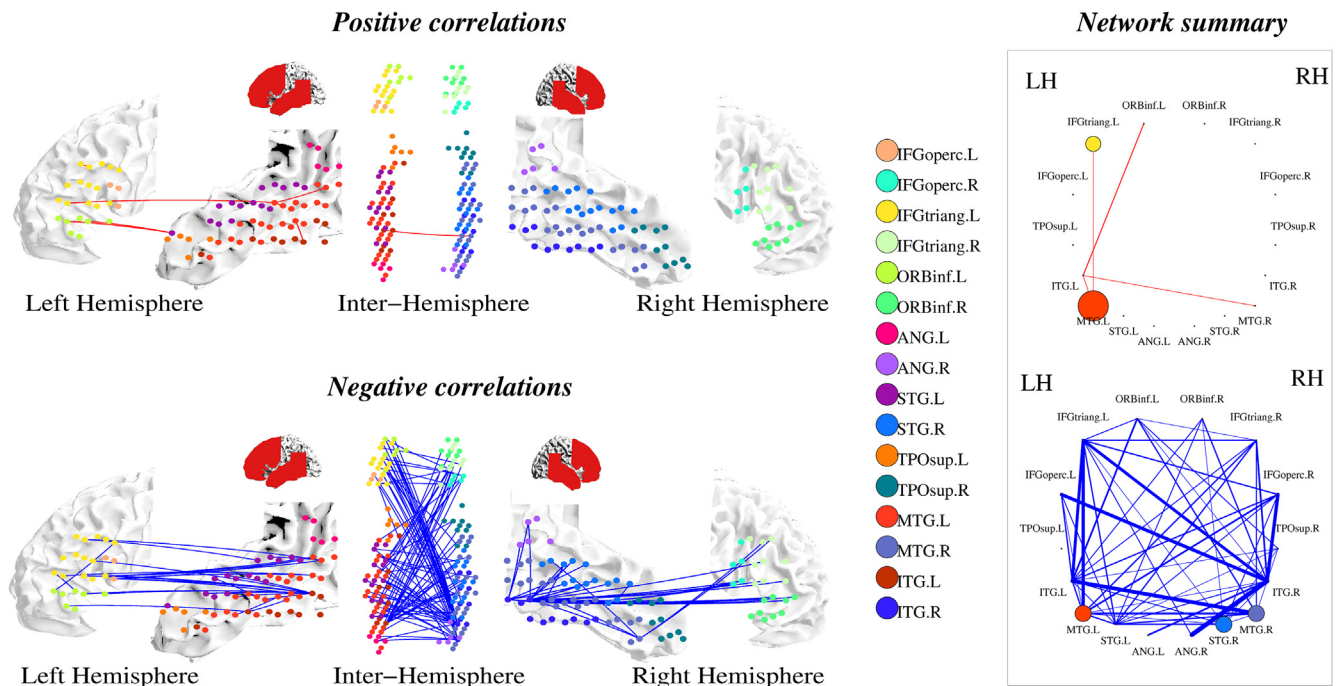 Positive correlations
Left Hemisphere
Inter−Hemisphere
Right Hemisphere
Negative correlations
Left Hemisphere
Inter−Hemisphere
Right Hemisphere
IFGoperc.L
IFGoperc.R
IFGtriang.L
IFGtriang.R
ORBinf.L
ORBinf.R
ANG.L
ANG.R
STG.L
STG.R
TPOsup.L
TPOsup.R
MTG.L
MTG.R
ITG.L
ITG.R
Network summary
LH
RH
ORBinf.L
ORBinf.R
IFGtriang.L
IFGtriang.R
IFGoperc.L
IFGoperc.R
TPOsup.L
TPOsup.R
ITG.L
ITG.R
MTG.L
MTG.R
STG.L
STG.R
ANG.L
ANG.R
LH
RH
ORBinf.L
ORBinf.R
IFGtriang.L
IFGtriang.R
IFGoperc.L
IFGoperc.R
TPOsup.L
TPOsup.R
ITG.L
ITG.R
MTG.L
MTG.R
STG.L
STG.R
ANG.L
ANG.R